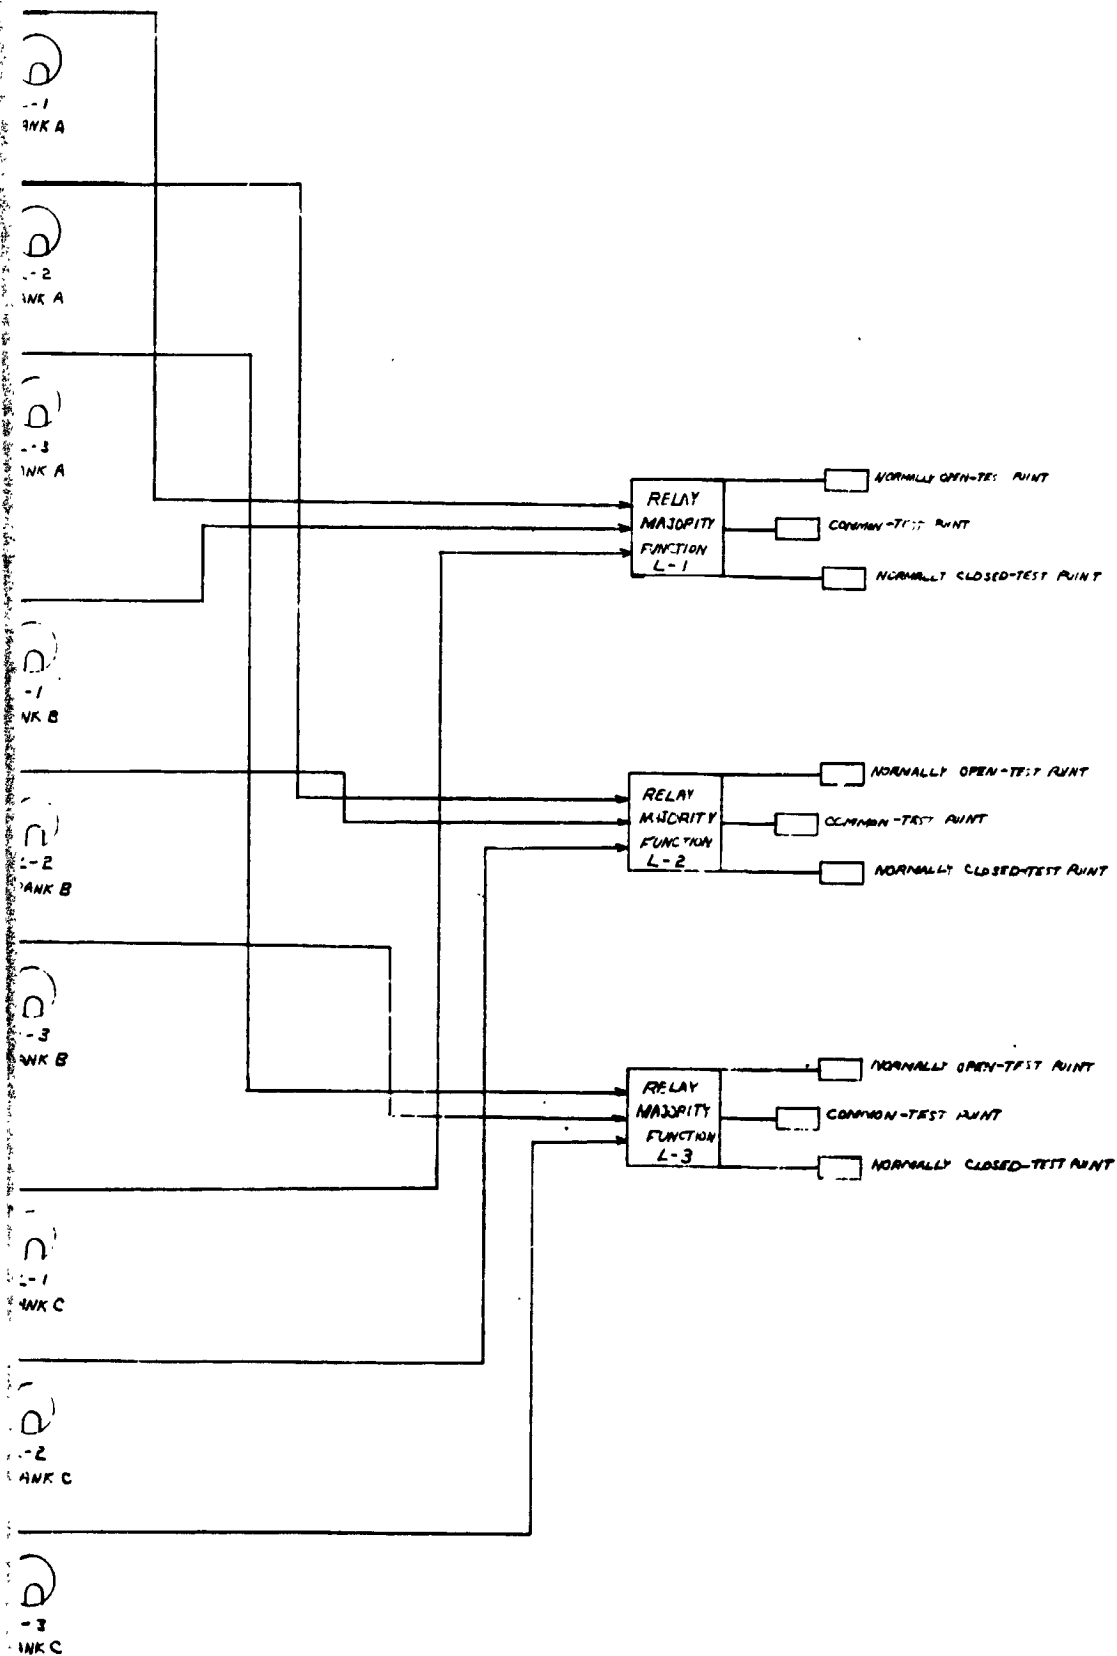 -1
ANK A
-2
ANK A
-3
ANK A
RELAY
MAJORITY
FUNCTION
L-1
NORMALLY OPEN-TES POINT
COMMON-TEST POINT
NORMALLY CLOSED-TEST POINT
-1
ANK B
RELAY
MAJORITY
FUNCTION
L-2
NORMALLY OPEN-TEST POINT
COMMON-TEST POINT
NORMALLY CLOSED-TEST POINT
-2
ANK B
-3
ANK B
RELAY
MAJORITY
FUNCTION
L-3
NORMALLY OPEN-TEST POINT
COMMON-TEST POINT
NORMALLY CLOSED-TEST POINT
-1
ANK C
-2
ANK C
-3
ANK C